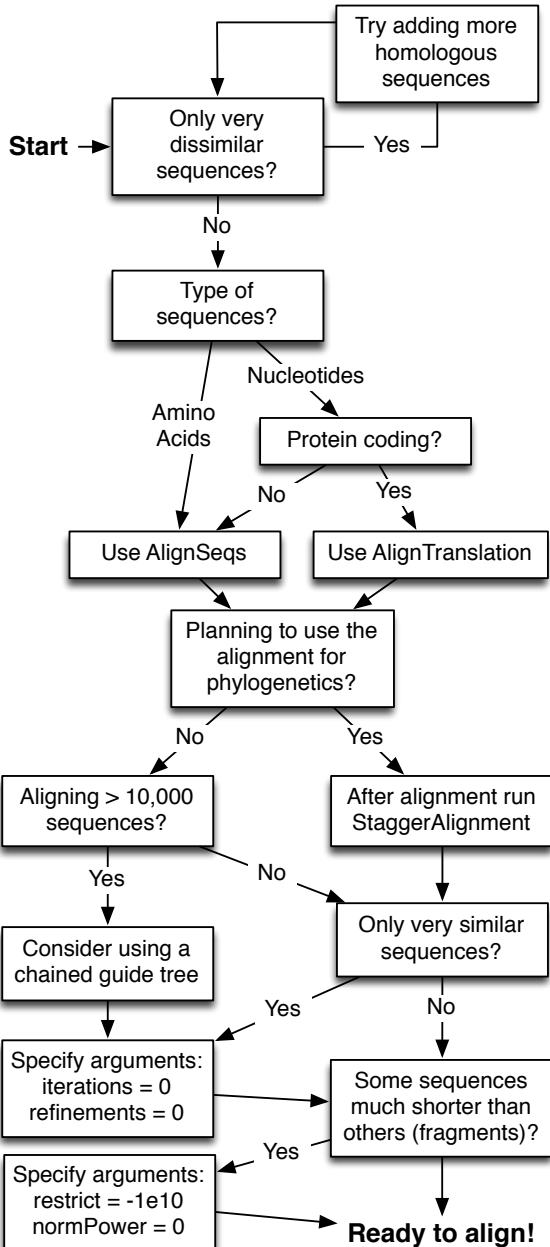 Try adding more
homologous
sequences
Only very
dissimilar
sequences?
Start
Yes
No
Type of
sequences?
Nucleotides
Amino
Acids
Protein coding?
No
Yes
Use AlignSeqs
Use AlignTranslation
Planning to use the
alignment for
phylogenetics?
No
Yes
Aligning > 10,000
sequences?
After alignment run
StaggerAlignment
Yes
No
Consider using a
chained guide tree
Only very similar
sequences?
Yes
No
Specify arguments:
iterations = 0
refinements = 0
Some sequences
much shorter than
others (fragments)?
Yes
Specify arguments:
restrict = -1e10
normPower = 0
Ready to align!